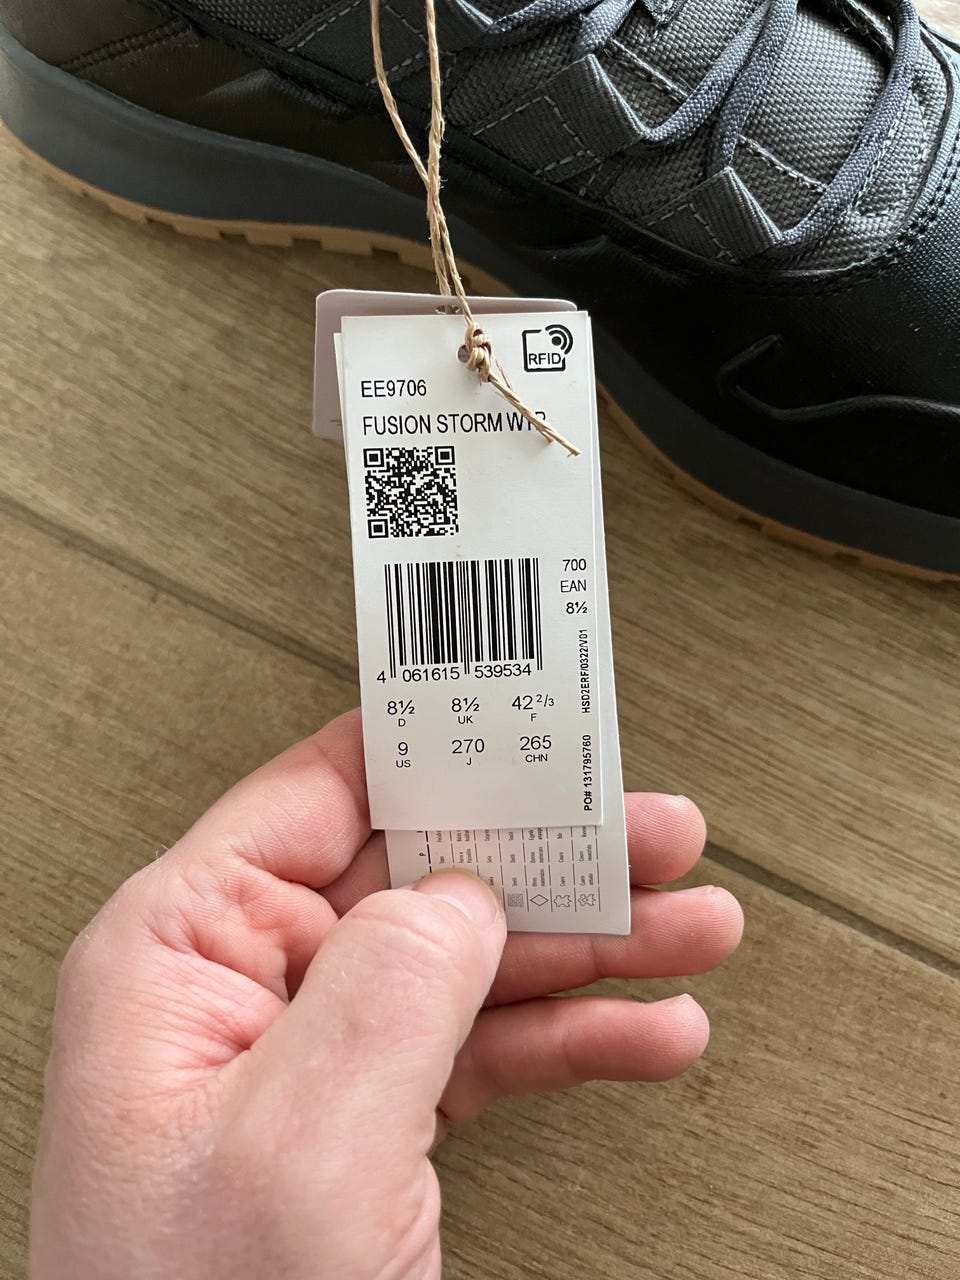 RFID
EE9706
FUSION STORM WTR
700
EAN
8½
4 061615 539534
8½ 8½ 42 2/3
D UK F
9 270 265
US J CHN
HSD2ERF/0322/V01
PO# 131795760